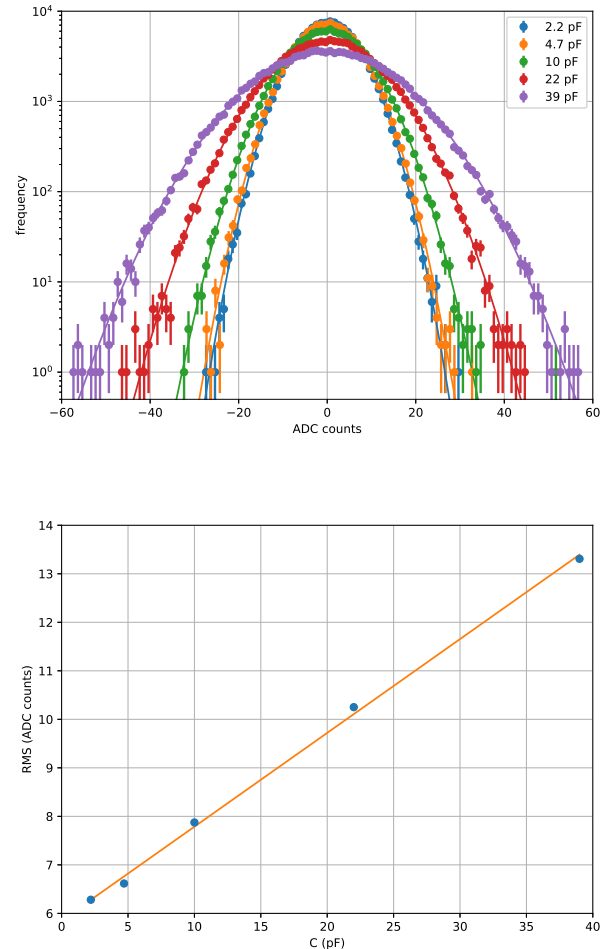 10⁴
10³
10²
10¹
10⁰
frequency
2.2 pF
4.7 pF
10 pF
22 pF
39 pF
−60 −40 −20 0 20 40 60
ADC counts
14
13
12
11
10
9
8
7
6
RMS (ADC counts)
0 5 10 15 20 25 30 35 40
C (pF)